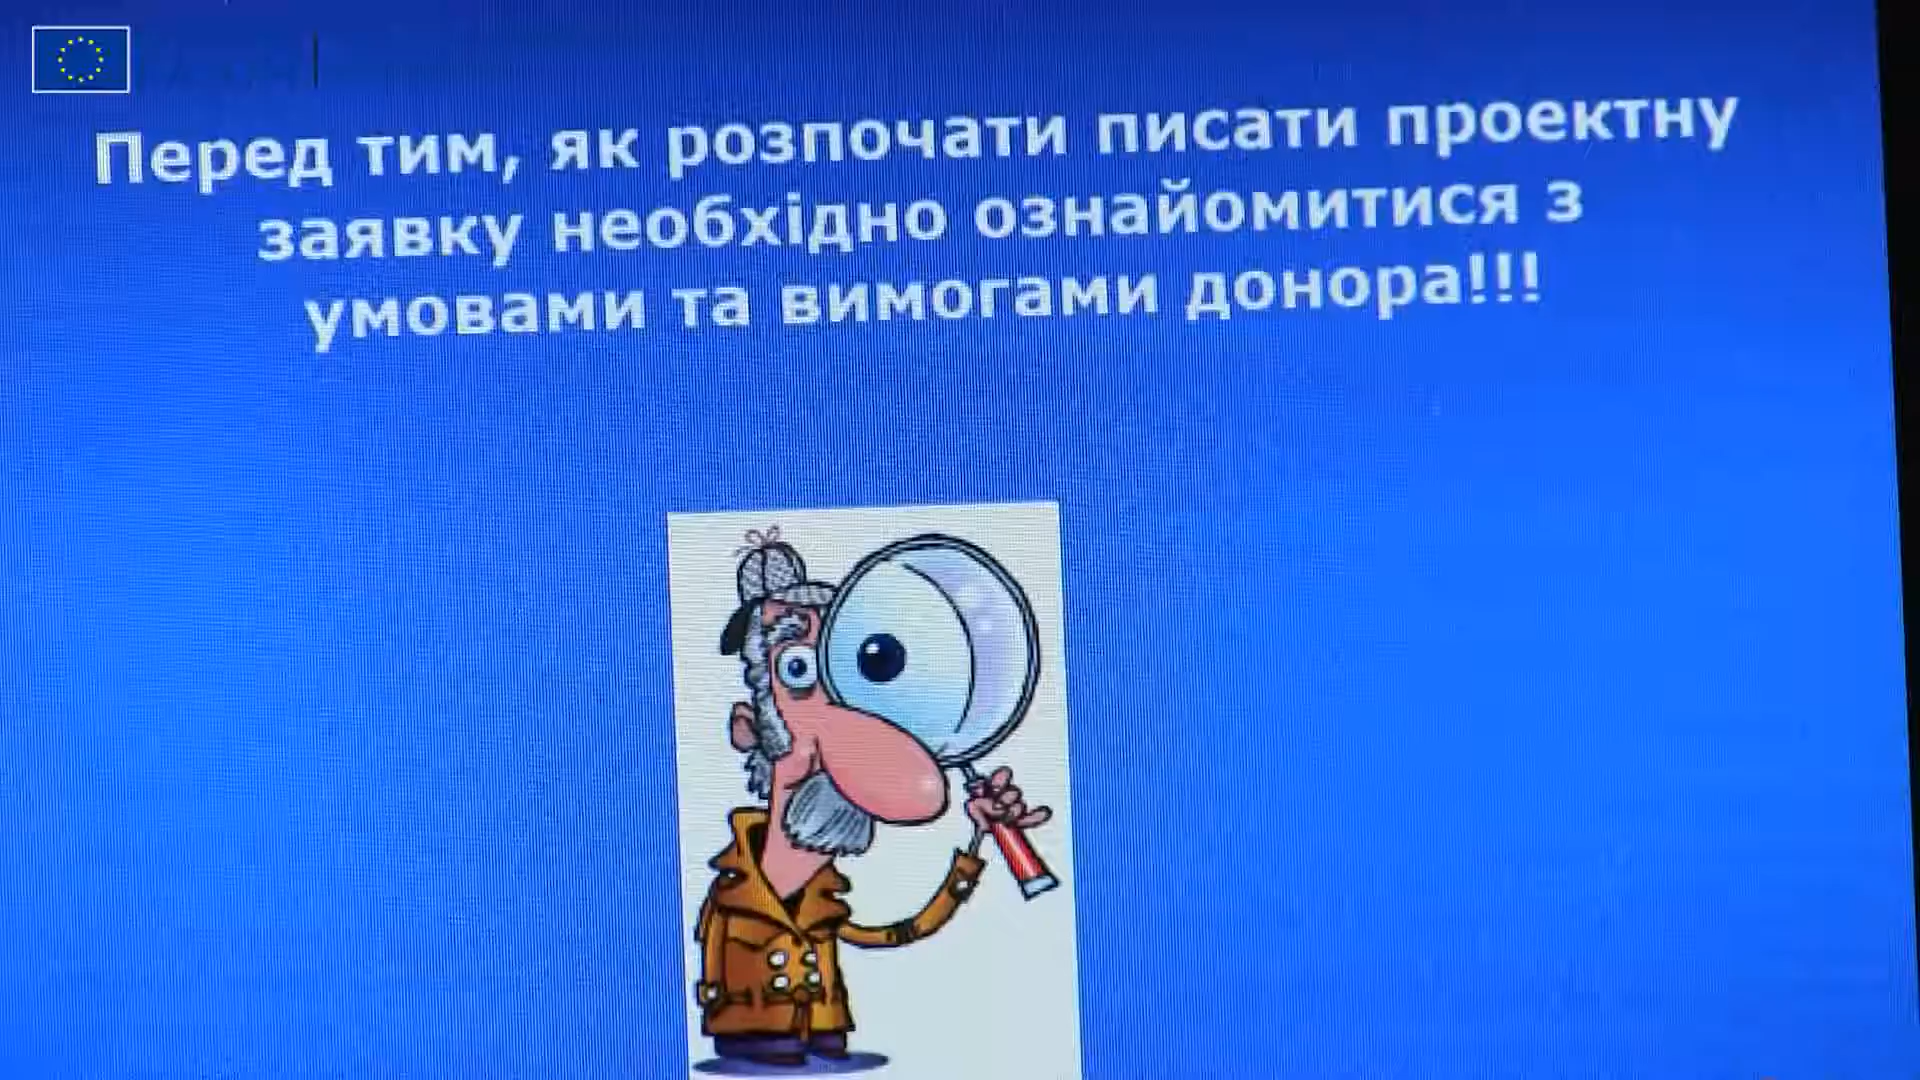 Перед тим, як розпочати писати проектну
заявку необхідно ознайомитися з
умовами та вимогами донора!!!